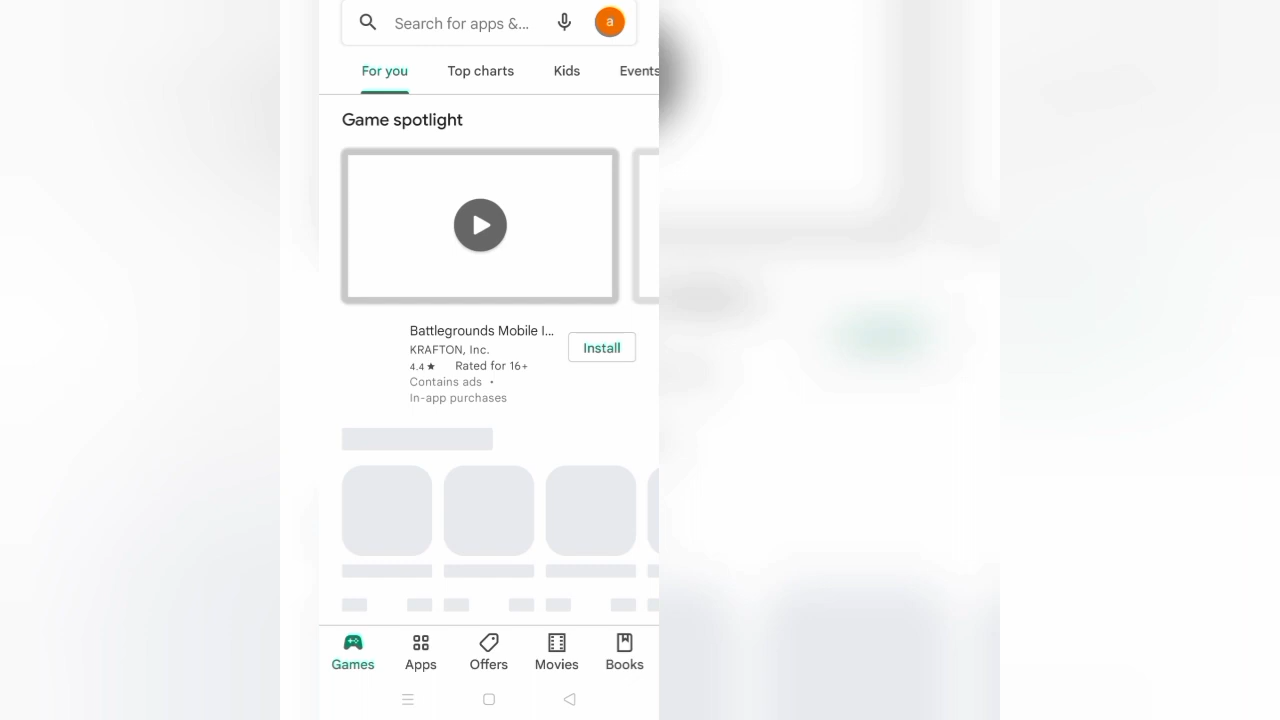 Search for apps &...
a
For you Top charts Kids Events
Game spotlight
Battlegrounds Mobile I...
KRAFTON, Inc.
Install
4.4★ Rated for 16+
Contains ads •
In-app purchases
Games Apps Offers Movies Books